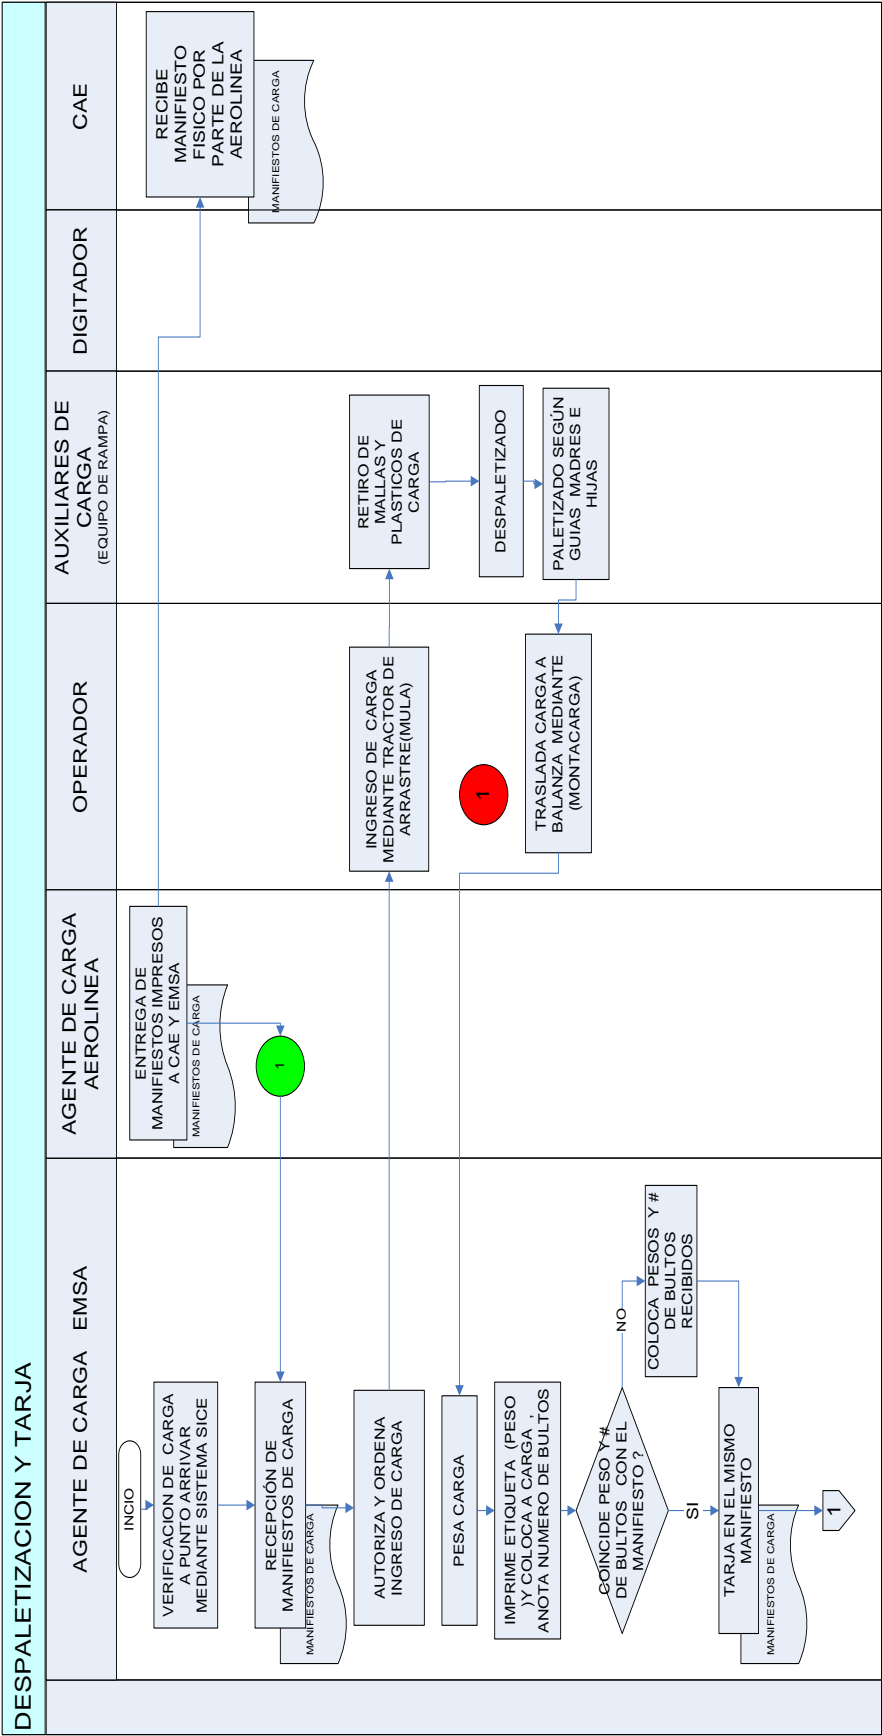 DESPALETIZACION Y TARJA
AGENTE DE CARGA EMSA
AGENTE DE CARGA
AEROLINEA
OPERADOR
AUXILIARES DE
CARGA
(EQUIPO DE RAMPA)
DIGITADOR
CAE
INCIO
VERIFICACION DE CARGA
A PUNTO ARRIVAR
MEDIANTE SISTEMA SICE
ENTREGA DE
MANIFIESTOS IMPRESOS
A CAE Y EMSA
MANIFIESTOS DE CARGA
RECIBE
MANIFIESTO
FISICO POR
PARTE DE LA
AEROLINEA
MANIFIESTOS DE CARGA
1
RECEPCIÓN DE
MANIFIESTOS DE CARGA
MANIFIESTOS DE CARGA
AUTORIZA Y ORDENA
INGRESO DE CARGA
INGRESO DE CARGA
MEDIANTE TRACTOR DE
ARRASTRE(MULA)
RETIRO DE
MALLAS Y
PLASTICOS DE
CARGA
DESPALETIZADO
PALETIZADO SEGÚN
GUIAS MADRES E
HIJAS
1
TRASLADA CARGA A
BALANZA MEDIANTE
(MONTACARGA)
PESA CARGA
IMPRIME ETIQUETA (PESO
)Y COLOCA A CARGA ,
ANOTA NUMERO DE BULTOS
COINCIDE PESO Y #
DE BULTOS CON EL
MANIFIESTO ?
NO
COLOCA PESOS Y #
DE BULTOS
RECIBIDOS
SI
TARJA EN EL MISMO
MANIFIESTO
MANIFIESTOS DE CARGA
1